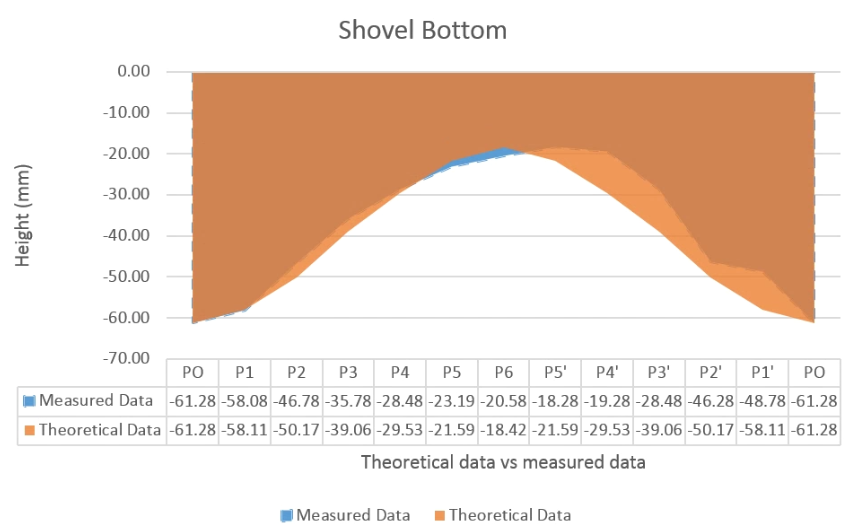 Shovel Bottom
0.00
-10.00
-20.00
-30.00
-40.00
-50.00
-60.00
-70.00
Height (mm)
PO P1 P2 P3 P4 P5 P6 P5' P4' P3' P2' P1' PO
Measured Data -61.28 -58.08 -46.78 -35.78 -28.48 -23.19 -20.58 -18.28 -19.28 -28.48 -46.28 -48.78 -61.28
Theoretical Data -61.28 -58.11 -50.17 -39.06 -29.53 -21.59 -18.42 -21.59 -29.53 -39.06 -50.17 -58.11 -61.28
Theoretical data vs measured data
Measured Data Theoretical Data